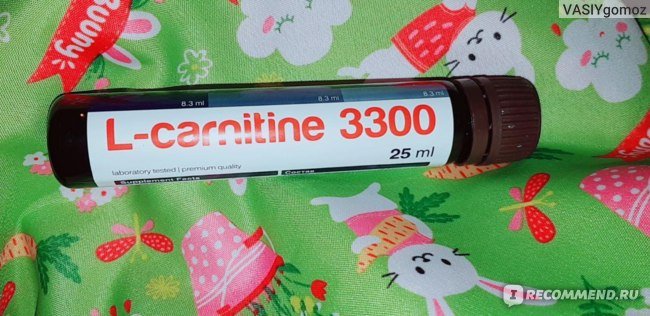 VASIYgomoz
Bouny
8.3 ml
8.3 ml
8.3 ml
L-carnitine 3300
25 ml
laboratory tested | premium quality
Supplement Facts
Состав
I RECOMMEND.RU